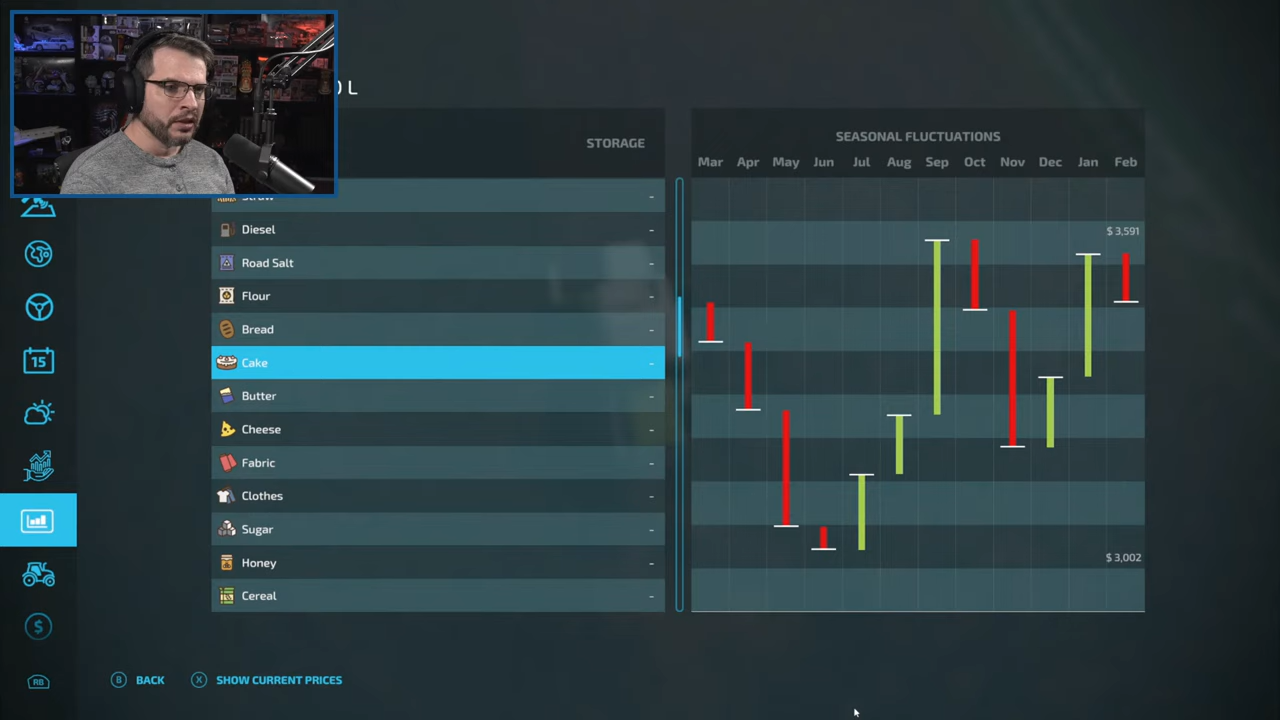 OL
STORAGE
SEASONAL FLUCTUATIONS
Mar Apr May Jun Jul Aug Sep Oct Nov Dec Jan Feb
Straw -
Diesel -
$ 3,591
Road Salt -
Flour -
Bread -
Cake -
15
Butter -
Cheese -
Fabric -
Clothes -
Sugar -
Honey -
$ 3,002
Cereal -
$
RB
B BACK X SHOW CURRENT PRICES